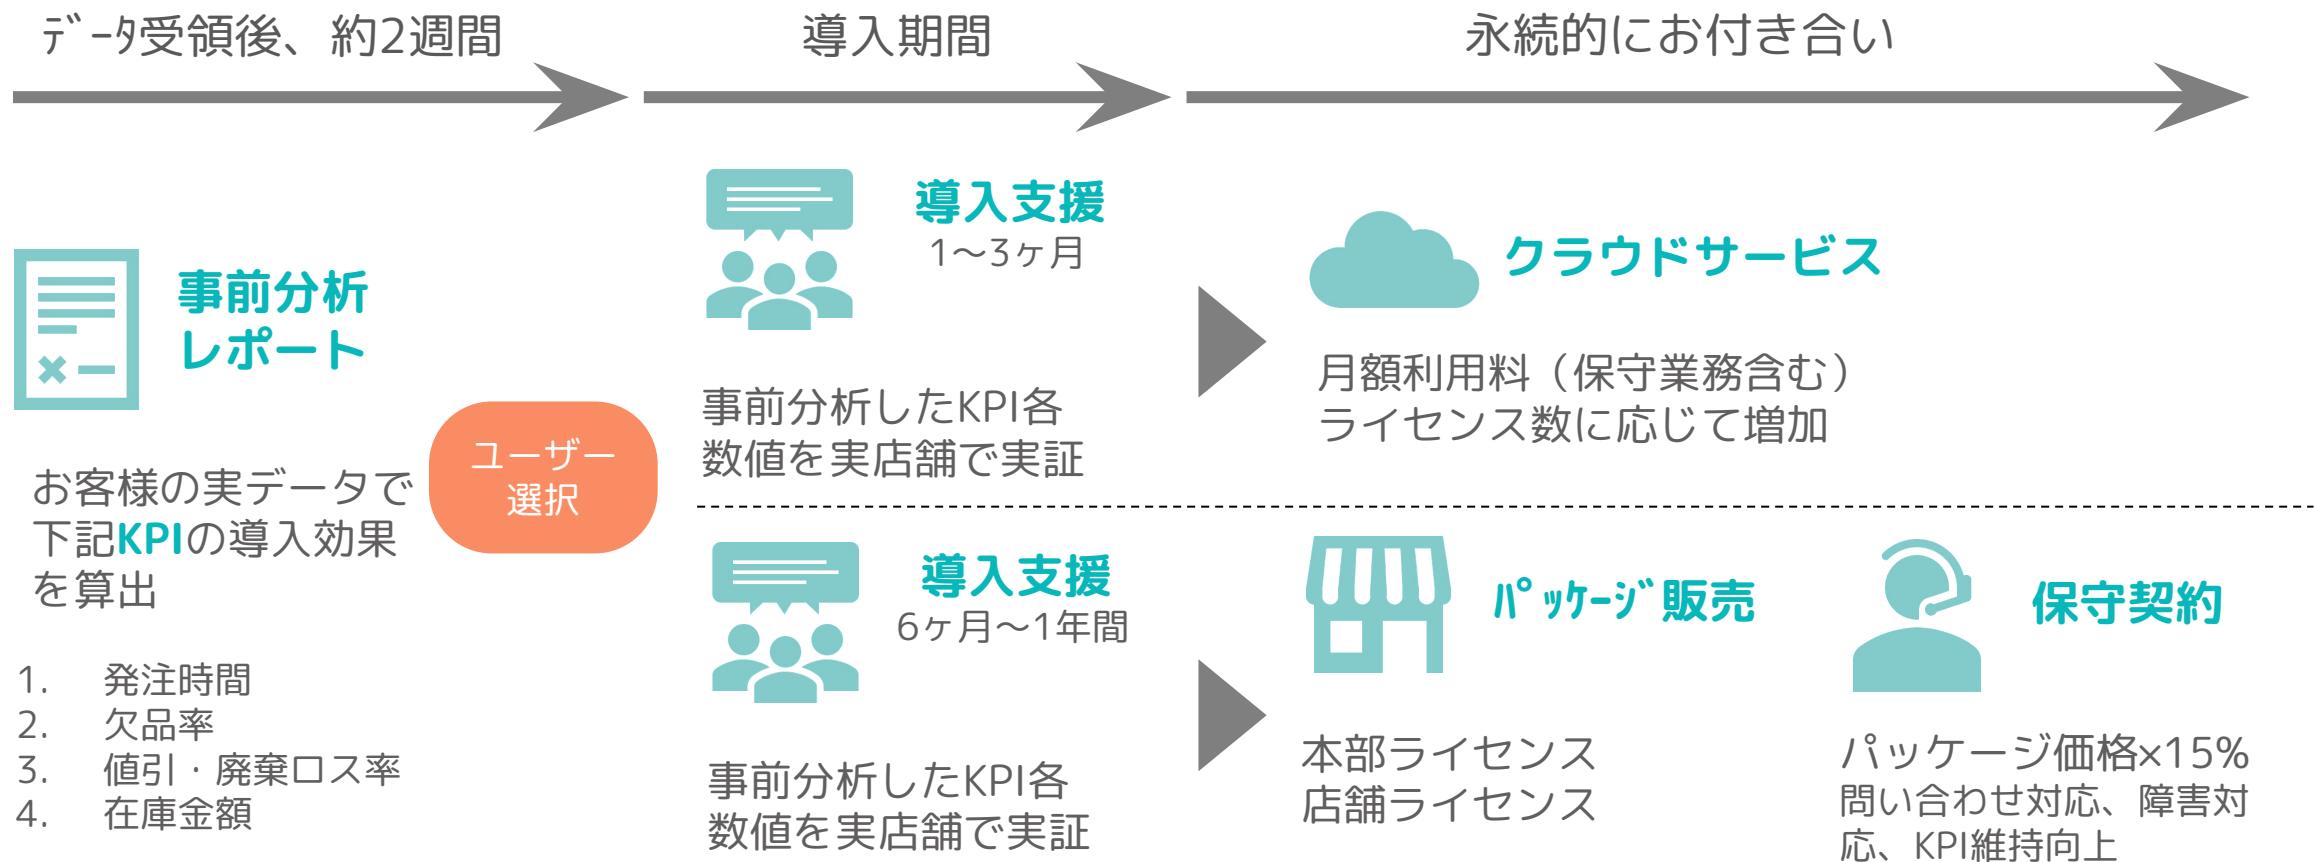 ﾃﾞｰﾀ受領後、約2週間
導入期間
永続的にお付き合い
事前分析
レポート
お客様の実データで
下記KPIの導入効果
を算出
1. 発注時間
2. 欠品率
3. 値引・廃棄ロス率
4. 在庫金額
ユーザー
選択
導入支援
1～3ヶ月
事前分析したKPI各
数値を実店舗で実証
クラウドサービス
月額利用料（保守業務含む）
ライセンス数に応じて増加
導入支援
6ヶ月～1年間
事前分析したKPI各
数値を実店舗で実証
ﾊﾟｯｹｰｼﾞ販売
本部ライセンス
店舗ライセンス
保守契約
パッケージ価格×15%
問い合わせ対応、障害対
応、KPI維持向上